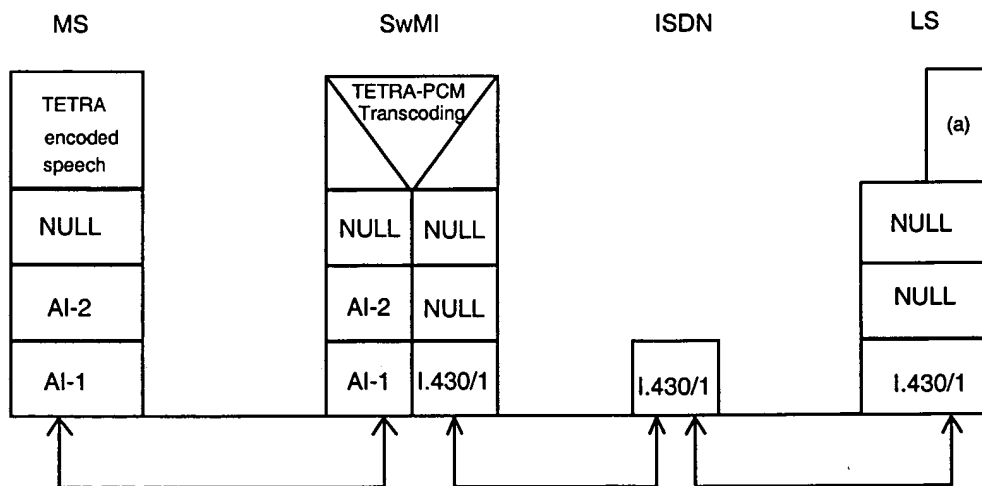 MS SwMI ISDN LS
TETRA
encoded
speech
TETRA-PCM
Transcoding
(a)
NULL NULL NULL NULL
AI-2 AI-2 NULL NULL
AI-1 AI-1 I.430/1 I.430/1 I.430/1